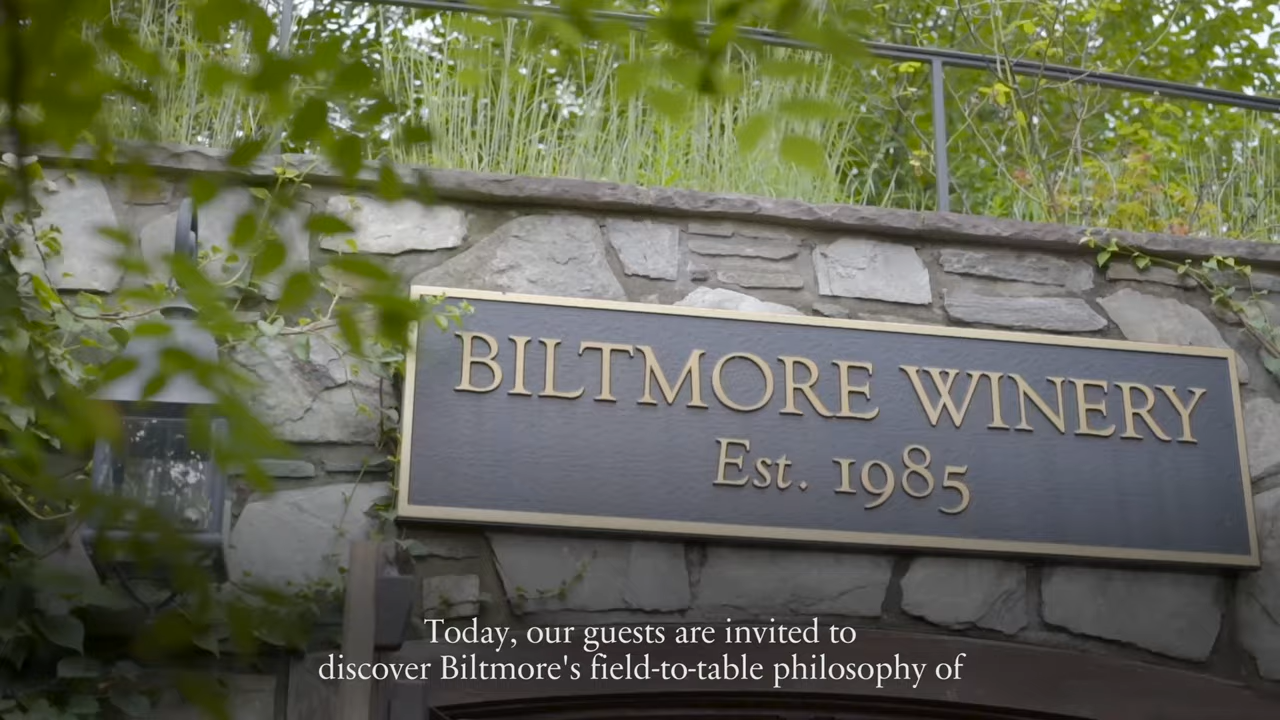 BILTMORE WINERY
Est. 1985
Today, our guests are invited to
discover Biltmore's field-to-table philosophy of